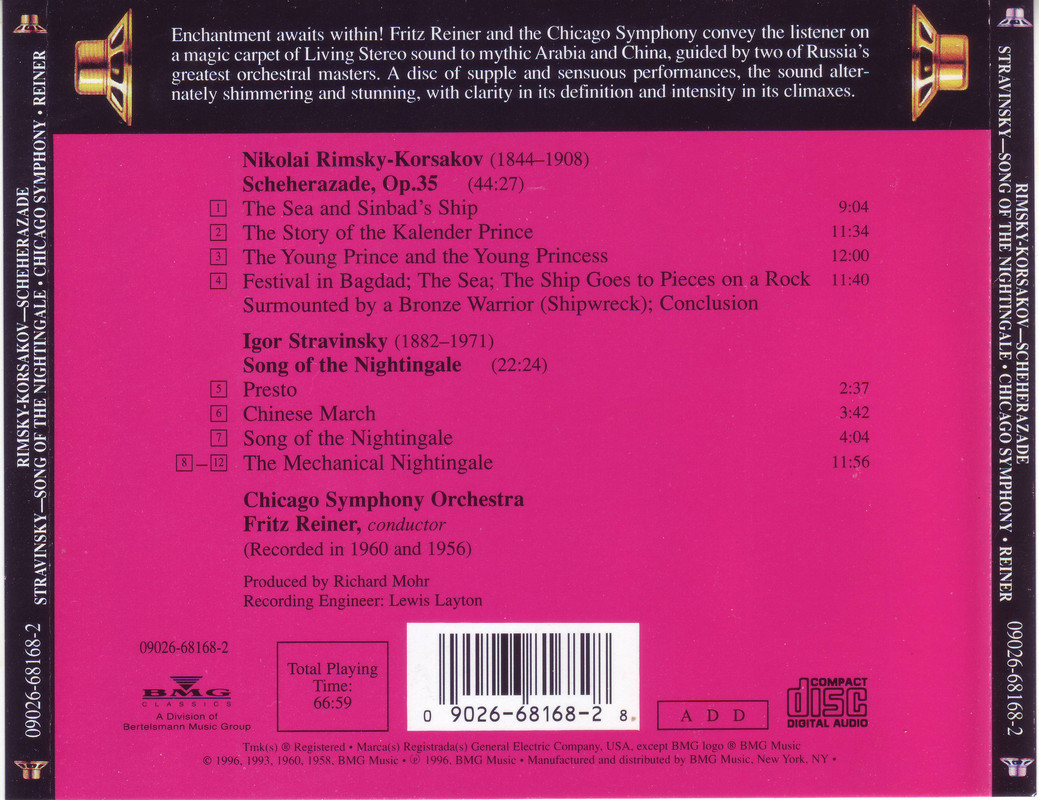 Enchantment awaits within! Fritz Reiner and the Chicago Symphony convey the listener on
a magic carpet of Living Stereo sound to mythic Arabia and China, guided by two of Russia's
greatest orchestral masters. A disc of supple and sensuous performances, the sound alter-
nately shimmering and stunning, with clarity in its definition and intensity in its climaxes.
Nikolai Rimsky-Korsakov (1844–1908)
Scheherazade, Op.35 (44:27)
1 The Sea and Sinbad's Ship 9:04
2 The Story of the Kalender Prince 11:34
3 The Young Prince and the Young Princess 12:00
4 Festival in Bagdad; The Sea; The Ship Goes to Pieces on a Rock 11:40
Surmounted by a Bronze Warrior (Shipwreck); Conclusion
Igor Stravinsky (1882–1971)
Song of the Nightingale (22:24)
5 Presto 2:37
6 Chinese March 3:42
7 Song of the Nightingale 4:04
8–12 The Mechanical Nightingale 11:56
Chicago Symphony Orchestra
Fritz Reiner, conductor
(Recorded in 1960 and 1956)
Produced by Richard Mohr
Recording Engineer: Lewis Layton
09026-68168-2
BMG
CLASSICS
A Division of
Bertelsmann Music Group
Total Playing
Time:
66:59
0 9026-68168-2 8
A D D
COMPACT
disc
DIGITAL AUDIO
Tmk(s) ® Registered • Marca(s) Registrada(s) General Electric Company, USA, except BMG logo ® BMG Music
© 1996, 1993, 1960, 1958, BMG Music • ℗ 1996, BMG Music • Manufactured and distributed by BMG Music, New York, NY •
RIMSKY-KORSAKOV—SCHEHERAZADE
STRAVINSKY—SONG OF THE NIGHTINGALE • CHICAGO SYMPHONY • REINER
09026-68168-2
RIMSKY-KORSAKOV—SCHEHERAZADE
STRAVINSKY—SONG OF THE NIGHTINGALE • CHICAGO SYMPHONY • REINER
09026-68168-2